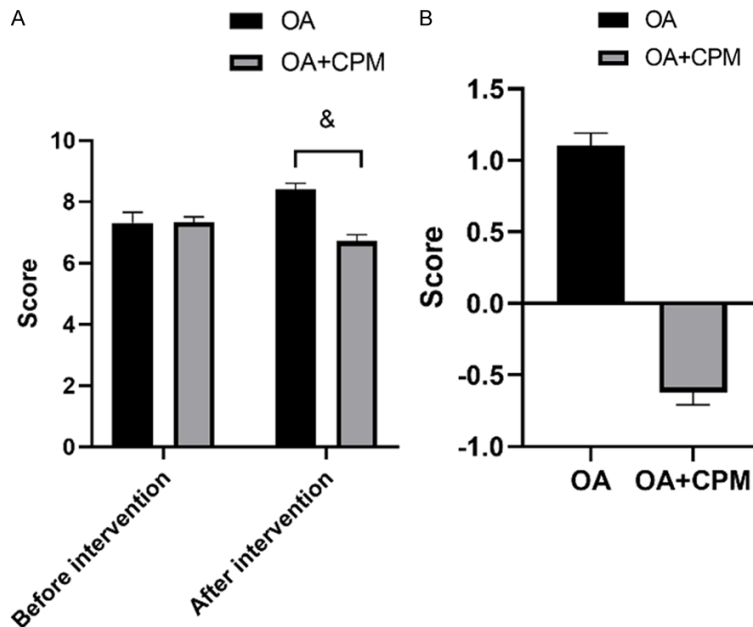 A
OA
OA+CPM
&
10
8
6
4
2
0
Score
Before intervention
After intervention
B
OA
OA+CPM
1.5
1.0
0.5
0.0
-0.5
-1.0
Score
OA
OA+CPM